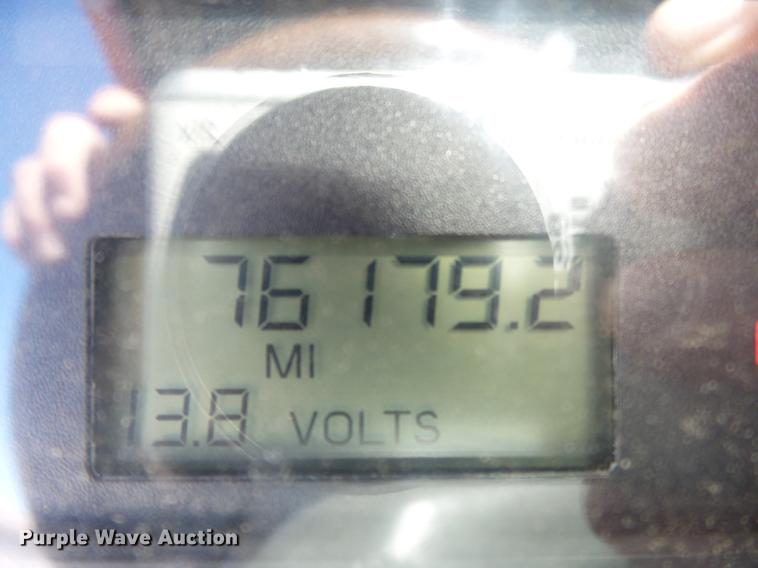 76179.2
MI
13.8 VOLTS
Purple Wave Auction